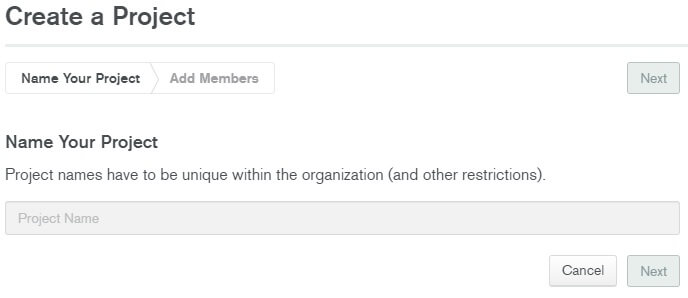 Create a Project
Name Your Project Add Members Next
Name Your Project
Project names have to be unique within the organization (and other restrictions).
Project Name
Cancel Next